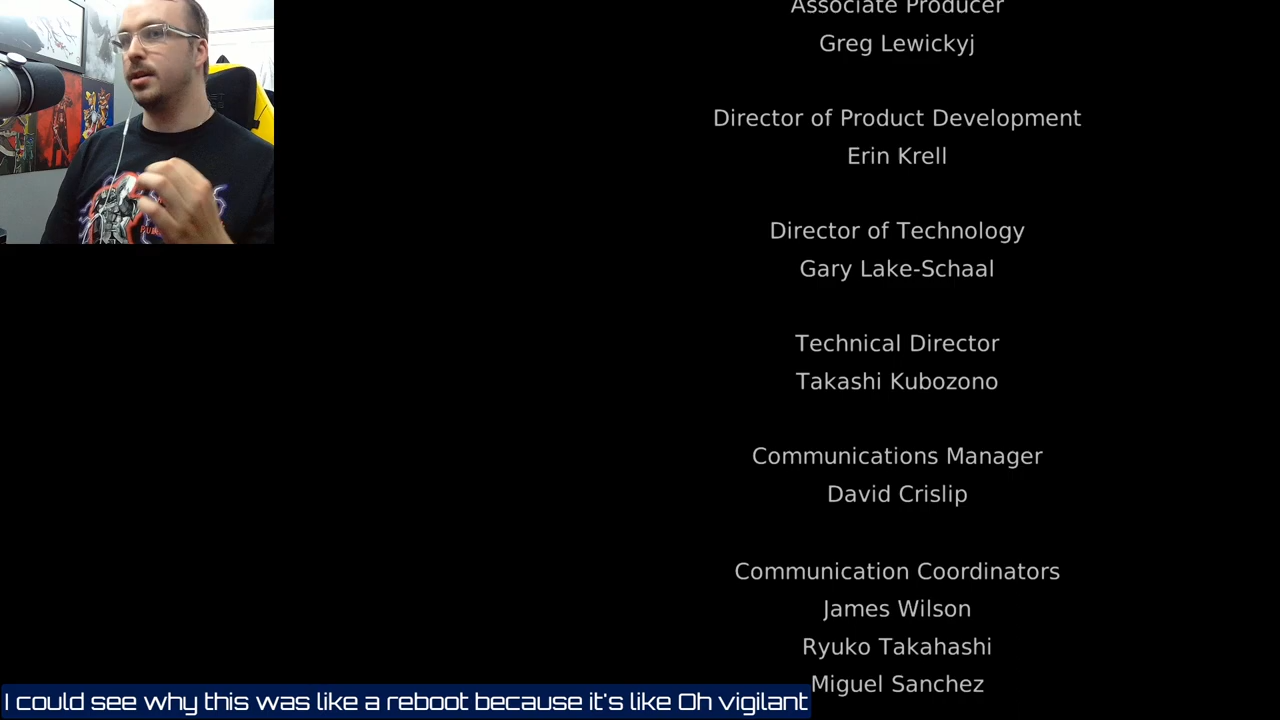 Associate Producer
Greg Lewickyj
Director of Product Development
Erin Krell
Director of Technology
Gary Lake-Schaal
Technical Director
Takashi Kubozono
Communications Manager
David Crislip
Communication Coordinators
James Wilson
Ryuko Takahashi
Miguel Sanchez
I could see why this was like a reboot because it's like Oh vigilant